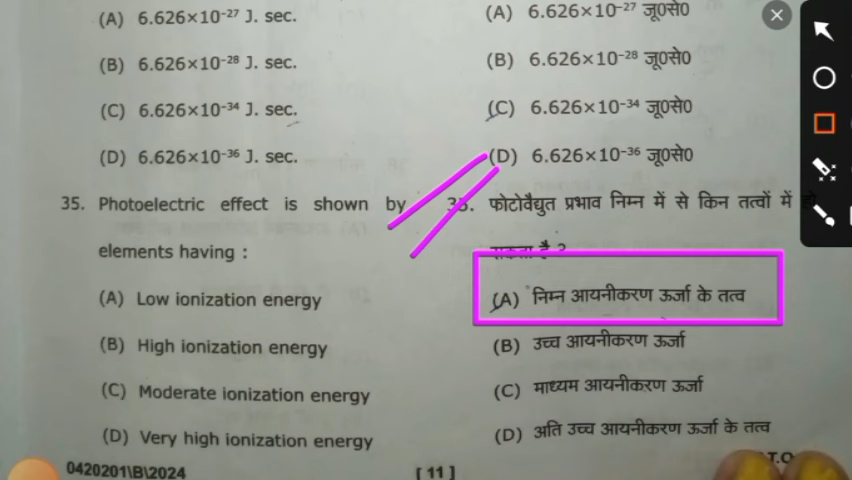 (A) 6.626×10⁻²⁷ J. sec.
(B) 6.626×10⁻²⁸ J. sec.
(C) 6.626×10⁻³⁴ J. sec.
(D) 6.626×10⁻³⁶ J. sec.
35. Photoelectric effect is shown by
elements having :
(A) Low ionization energy
(B) High ionization energy
(C) Moderate ionization energy
(D) Very high ionization energy
0420201\B\2024
[ 11 ]
(A) 6.626×10⁻²⁷ जू0से0
(B) 6.626×10⁻²⁸ जू0से0
(C) 6.626×10⁻³⁴ जू0से0
(D) 6.626×10⁻³⁶ जू0से0
35. फोटोवैद्युत प्रभाव निम्न में से किन तत्वों में हो
सकता है ?
(A) निम्न आयनीकरण ऊर्जा के तत्व
(B) उच्च आयनीकरण ऊर्जा
(C) माध्यम आयनीकरण ऊर्जा
(D) अति उच्च आयनीकरण ऊर्जा के तत्व